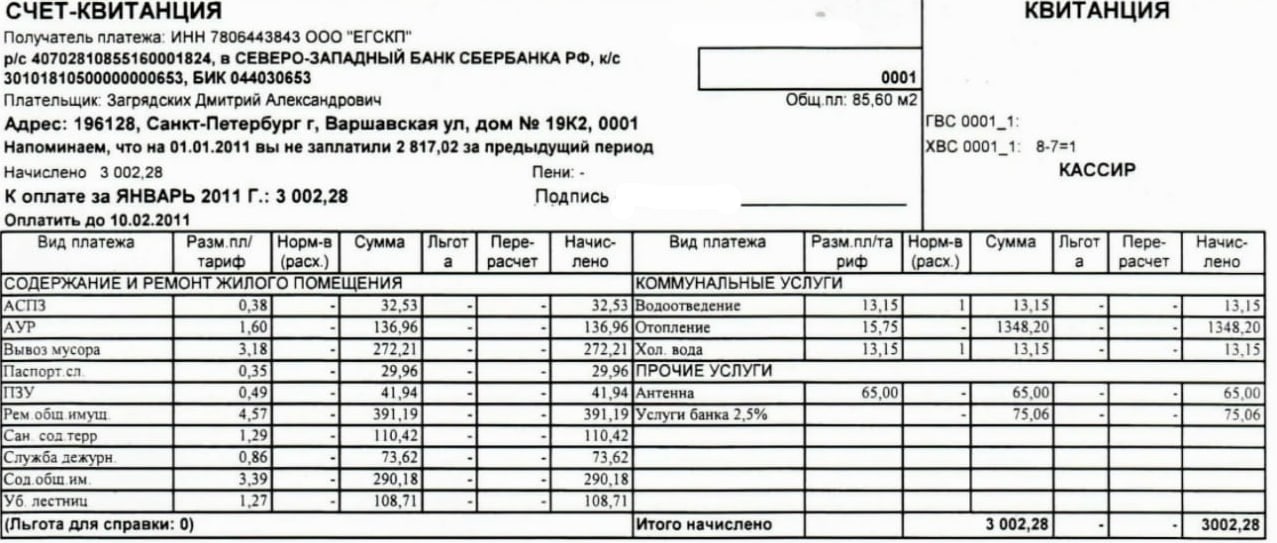 СЧЕТ-КВИТАНЦИЯ
КВИТАНЦИЯ
Получатель платежа: ИНН 7806443843 ООО "ЕГСКП"
р/с 40702810855160001824, в СЕВЕРО-ЗАПАДНЫЙ БАНК СБЕРБАНКА РФ, к/с
30101810500000000653, БИК 044030653
0001
Плательщик: Загрядских Дмитрий Александрович
Общ.пл: 85,60 м2
Адрес: 196128, Санкт-Петербург г, Варшавская ул, дом № 19К2, 0001
ГВС 0001_1:
Напоминаем, что на 01.01.2011 вы не заплатили 2 817,02 за предыдущий период
ХВС 0001_1: 8-7=1
Начислено 3 002,28
Пени: -
КАССИР
К оплате за ЯНВАРЬ 2011 Г.: 3 002,28
Подпись
Оплатить до 10.02.2011
Вид платежа Разм.пл/тариф Норм-в (расх.) Сумма Льгота Пере-расчет Начис-лено Вид платежа Разм.пл/тариф Норм-в (расх.) Сумма Льгота Пере-расчет Начис-лено
СОДЕРЖАНИЕ И РЕМОНТ ЖИЛОГО ПОМЕЩЕНИЯ КОММУНАЛЬНЫЕ УСЛУГИ
АСПЗ 0,38 - 32,53 - - 32,53 Водоотведение 13,15 1 13,15 - - 13,15
АУР 1,60 - 136,96 - - 136,96 Отопление 15,75 - 1348,20 - - 1348,20
Вывоз мусора 3,18 - 272,21 - - 272,21 Хол. вода 13,15 1 13,15 - - 13,15
Паспорт.сл. 0,35 - 29,96 - - 29,96 ПРОЧИЕ УСЛУГИ
ПЗУ 0,49 - 41,94 - - 41,94 Антенна 65,00 - 65,00 - - 65,00
Рем.общ.имущ. 4,57 - 391,19 - - 391,19 Услуги банка 2,5% - 75,06 - - 75,06
Сан. сод.терр 1,29 - 110,42 - - 110,42
Служба дежурн. 0,86 - 73,62 - - 73,62
Сод.общ.им. 3,39 - 290,18 - - 290,18
Уб. лестниц 1,27 - 108,71 - - 108,71
(Льгота для справки: 0) Итого начислено 3 002,28 - - 3002,28